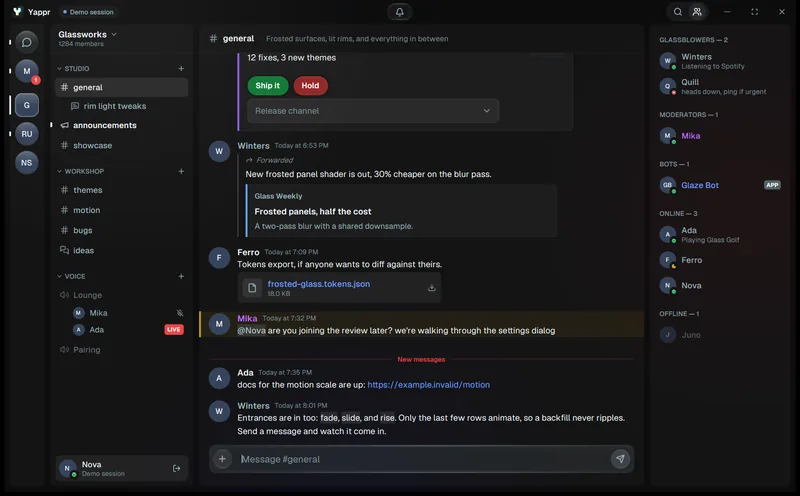 Yappr
Demo session
Glassworks
1284 members
M
1
G
RU
NS
STUDIO
# general
rim light tweaks
announcements
# showcase
WORKSHOP
# themes
# motion
# bugs
ideas
VOICE
Lounge
M
Mika
A
Ada
LIVE
Pairing
N
Nova
Demo session
# general
Frosted surfaces, lit rims, and everything in between
12 fixes, 3 new themes
Ship it
Hold
Release channel
W
Winters Today at 6:53 PM
Forwarded
New frosted panel shader is out, 30% cheaper on the blur pass.
Glass Weekly
Frosted panels, half the cost
A two-pass blur with a shared downsample.
F
Ferro Today at 7:09 PM
Tokens export, if anyone wants to diff against theirs.
frosted-glass.tokens.json
18.0 KB
M
Mika Today at 7:32 PM
@Nova are you joining the review later? we're walking through the settings dialog
New messages
A
Ada Today at 7:35 PM
docs for the motion scale are up: https://example.invalid/motion
W
Winters Today at 8:01 PM
Entrances are in too: fade, slide, and rise. Only the last few rows animate, so a backfill never ripples.
Send a message and watch it come in.
Message #general
GLASSBLOWERS — 2
W
Winters
Listening to Spotify
Q
Quill
heads down, ping if urgent
MODERATORS — 1
M
Mika
BOTS — 1
GB
Glaze Bot
APP
ONLINE — 3
A
Ada
Playing Glass Golf
F
Ferro
N
Nova
OFFLINE — 1
J
Juno